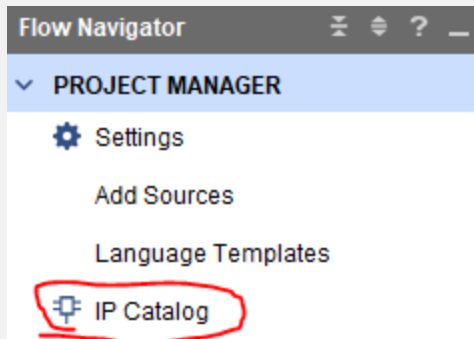 Flow Navigator ?
PROJECT MANAGER
Settings
Add Sources
Language Templates
IP Catalog